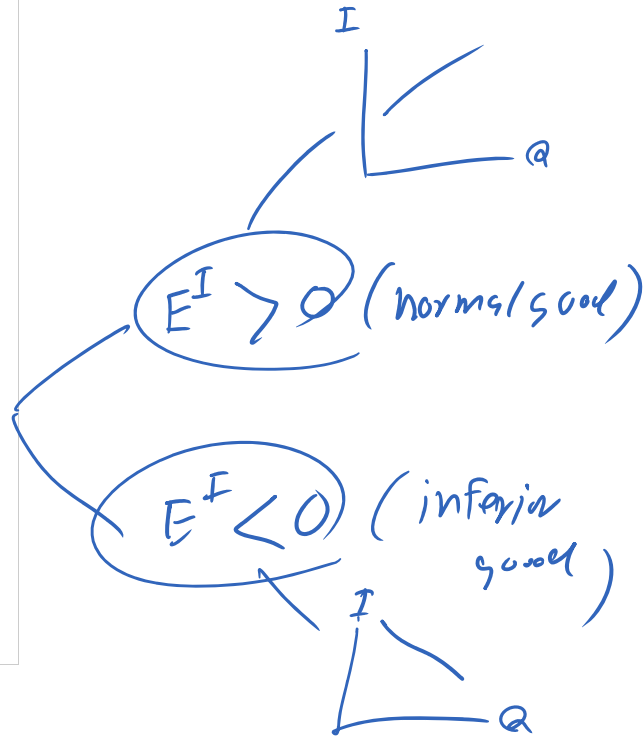 I
Q
E^I > 0 (normal good)
E^I < 0 (inferior
good)
I
Q